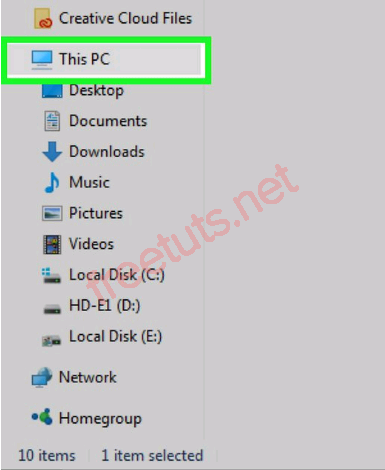 Creative Cloud Files
This PC
Desktop
Documents
Downloads
Music
Pictures
Videos
Local Disk (C:)
HD-E1 (D:)
Local Disk (E:)
Network
Homegroup
10 items 1 item selected
freetuts.net